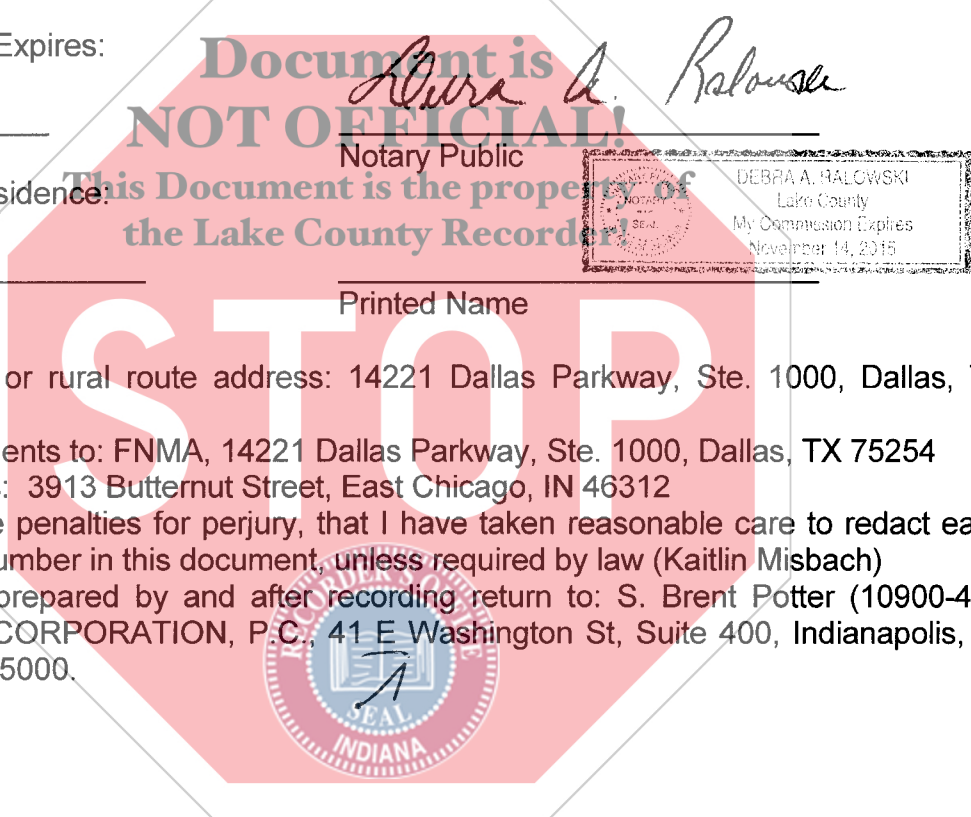 Expires:
Document is
NOT OFFICIAL!
Debra A. Ralowski
Notary Public
This Document is the property of
the Lake County Recorder!
sidence:
DEBRA A. RALOWSKI
Lake County
My Commission Expires
November 14, 2015
NOTARY
SEAL
Printed Name
STOP
or rural route address: 14221 Dallas Parkway, Ste. 1000, Dallas,
ents to: FNMA, 14221 Dallas Parkway, Ste. 1000, Dallas, TX 75254
: 3913 Butternut Street, East Chicago, IN 46312
e penalties for perjury, that I have taken reasonable care to redact ea
umber in this document, unless required by law (Kaitlin Misbach)
prepared by and after recording return to: S. Brent Potter (10900-4
CORPORATION, P.C., 41 E Washington St, Suite 400, Indianapolis,
5000.
RECORDER'S OFFICE
SEAL
INDIANA